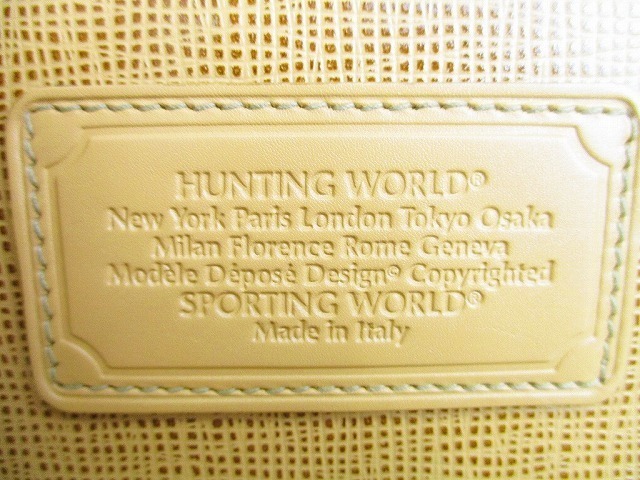 HUNTING WORLD®
New York Paris London Tokyo Osaka
Milan Florence Rome Geneva
Modèle Déposé Design© Copyrighted
SPORTING WORLD®
Made in Italy